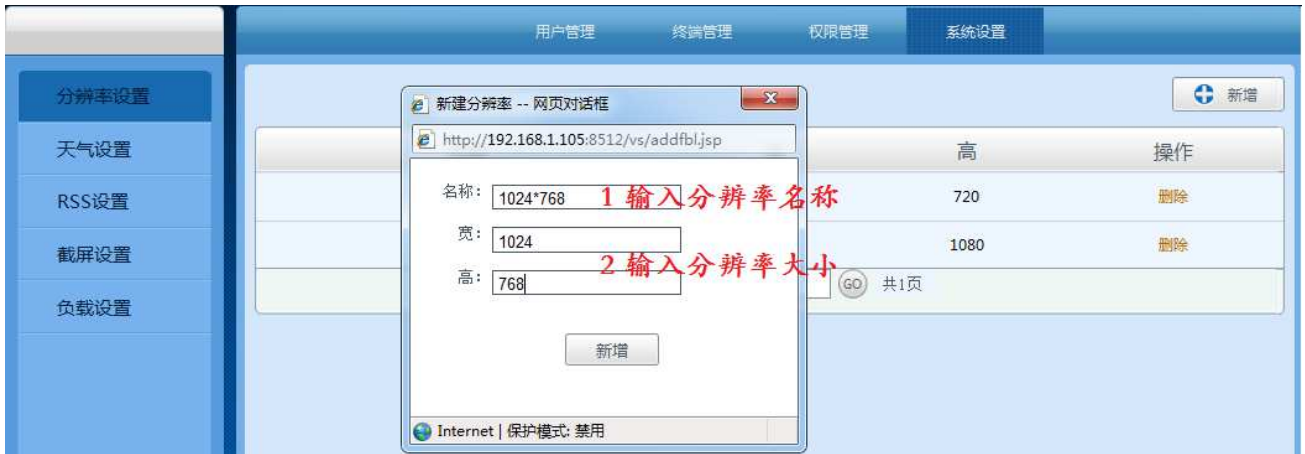 用户管理 终端管理 权限管理 系统设置
分辨率设置
天气设置
RSS设置
截屏设置
负载设置
新增
新建分辨率 -- 网页对话框
http://192.168.1.105:8512/vs/addfbl.jsp
高 操作
名称: 1024*768 1 输入分辨率名称
720 删除
宽: 1024
1080 删除
2 输入分辨率大小
高: 768
GO 共1页
新增
Internet | 保护模式: 禁用